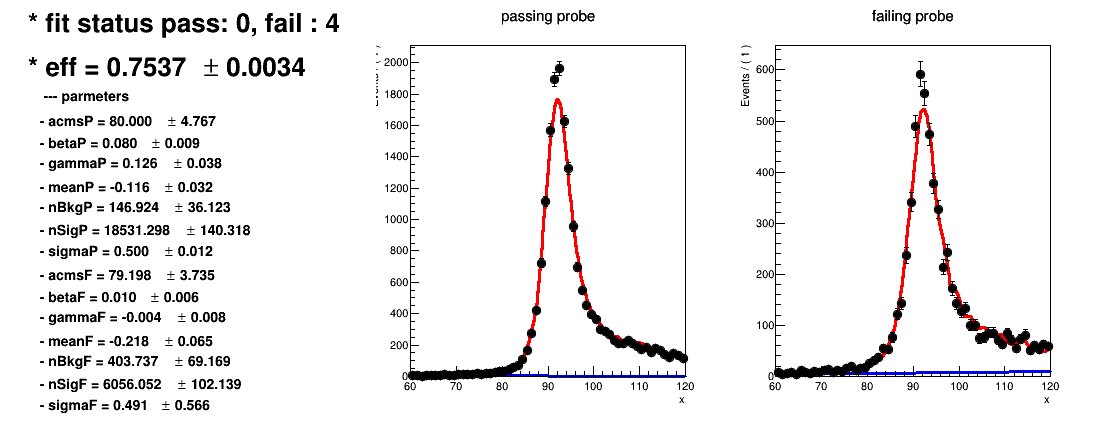 * fit status pass: 0, fail : 4
* eff = 0.7537 ± 0.0034
--- parmeters
- acmsP = 80.000 ± 4.767
- betaP = 0.080 ± 0.009
- gammaP = 0.126 ± 0.038
- meanP = -0.116 ± 0.032
- nBkgP = 146.924 ± 36.123
- nSigP = 18531.298 ± 140.318
- sigmaP = 0.500 ± 0.012
- acmsF = 79.198 ± 3.735
- betaF = 0.010 ± 0.006
- gammaF = -0.004 ± 0.008
- meanF = -0.218 ± 0.065
- nBkgF = 403.737 ± 69.169
- nSigF = 6056.052 ± 102.139
- sigmaF = 0.491 ± 0.566
passing probe
2000
1800
1600
1400
1200
1000
800
600
400
200
0
60 70 80 90 100 110 120
x
failing probe
Events / ( 1 )
600
500
400
300
200
100
0
60 70 80 90 100 110 120
x